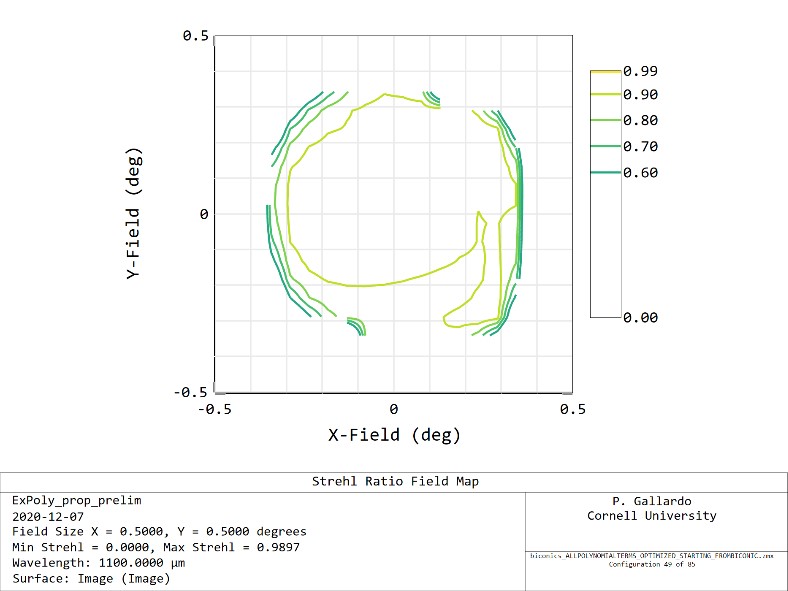 0.5
0
-0.5
Y-Field (deg)
-0.5 0 0.5
X-Field (deg)
0.99
0.90
0.80
0.70
0.60
0.00
Strehl Ratio Field Map
ExPoly_prop_prelim
2020-12-07
Field Size X = 0.5000, Y = 0.5000 degrees
Min Strehl = 0.0000, Max Strehl = 0.9897
Wavelength: 1100.0000 µm
Surface: Image (Image)
P. Gallardo
Cornell University
biconics_ALLPOLYNOMIALTERMS_OPTIMIZED_STARTING_FROMBICONIC.zmx
Configuration 49 of 85